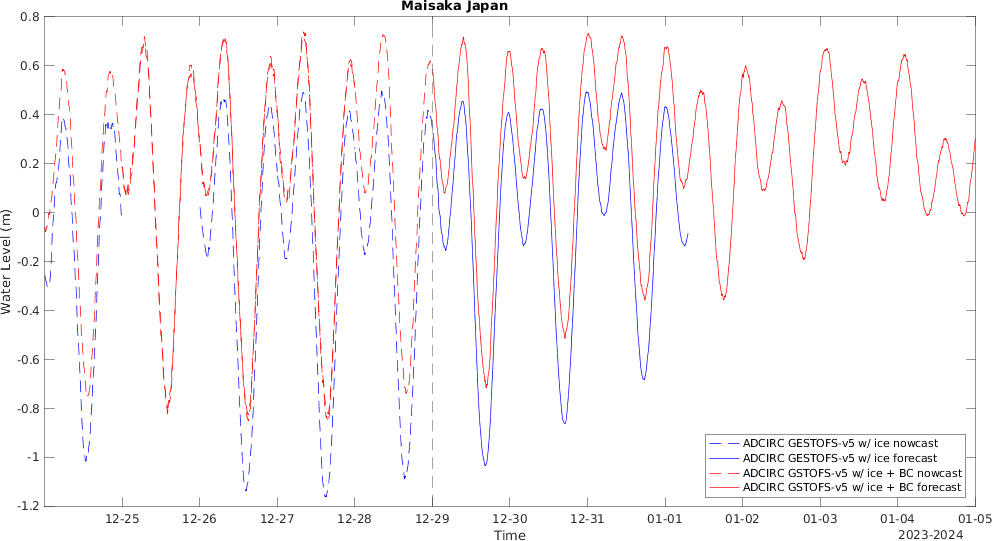 Maisaka Japan
0.8
0.6
0.4
0.2
0
-0.2
-0.4
-0.6
-0.8
-1
-1.2
Water Level (m)
ADCIRC GESTOFS-v5 w/ ice nowcast
ADCIRC GESTOFS-v5 w/ ice forecast
ADCIRC GSTOFS-v5 w/ ice + BC nowcast
ADCIRC GSTOFS-v5 w/ ice + BC forecast
12-25 12-26 12-27 12-28 12-29 12-30 12-31 01-01 01-02 01-03 01-04 01-05
Time
2023-2024